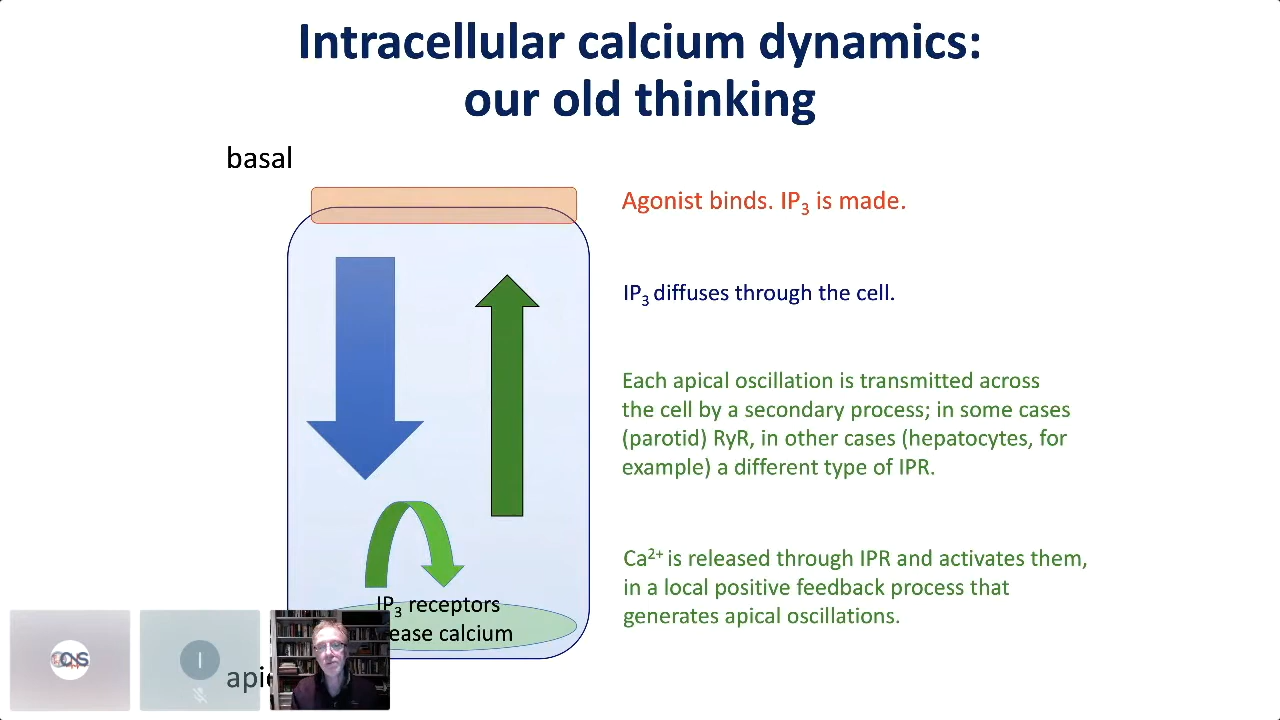 Intracellular calcium dynamics:
our old thinking
basal
Agonist binds. IP₃ is made.
IP₃ diffuses through the cell.
Each apical oscillation is transmitted across
the cell by a secondary process; in some cases
(parotid) RyR, in other cases (hepatocytes, for
example) a different type of IPR.
Ca²⁺ is released through IPR and activates them,
in a local positive feedback process that
generates apical oscillations.
IP₃ receptors
calcium
I